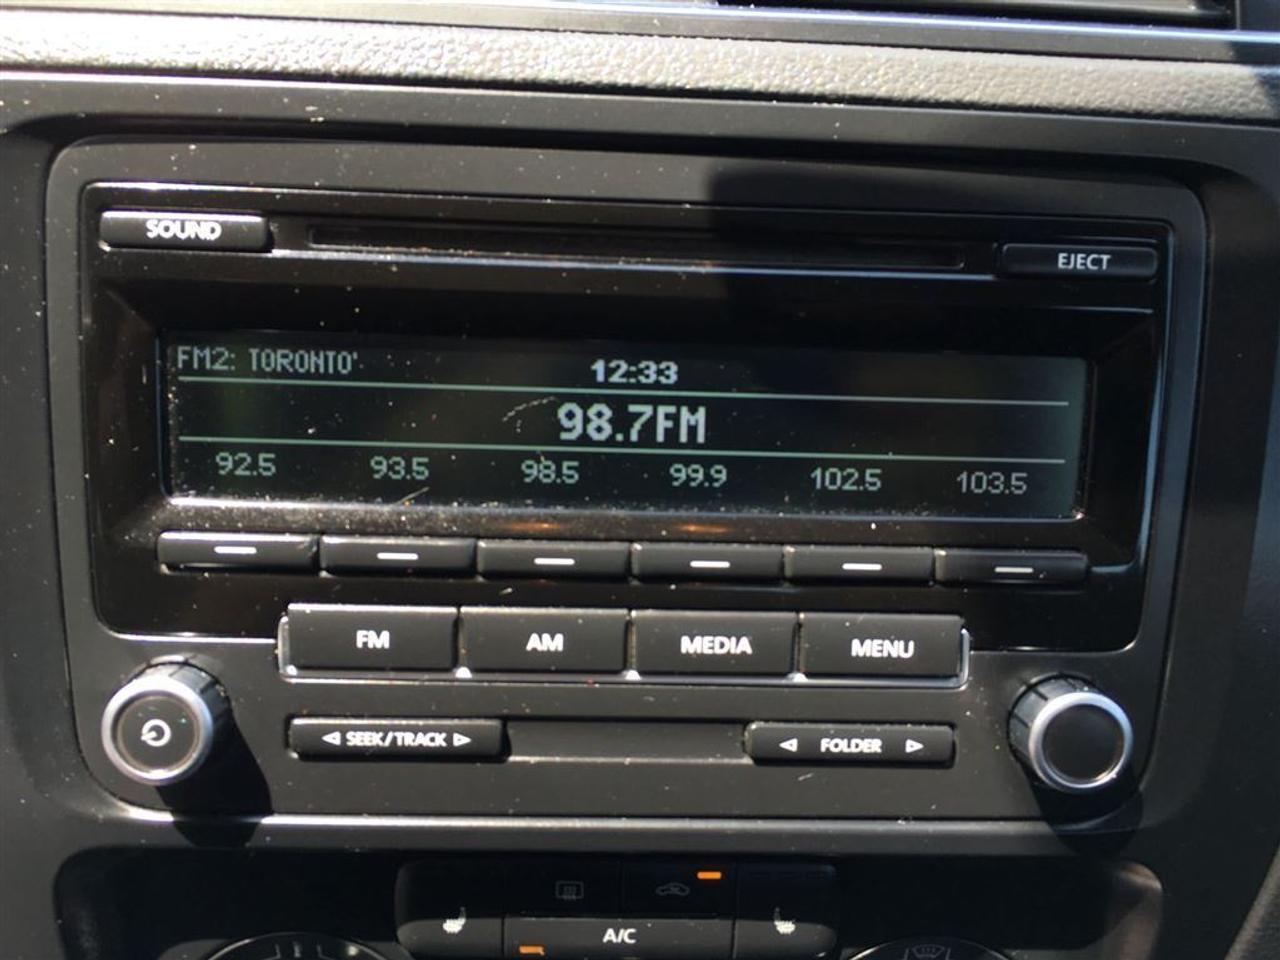 SOUND
EJECT
FM2: TORONTO'
12:33
98.7FM
92.5 93.5 98.5 99.9 102.5 103.5
FM AM MEDIA MENU
SEEK/TRACK FOLDER
A/C